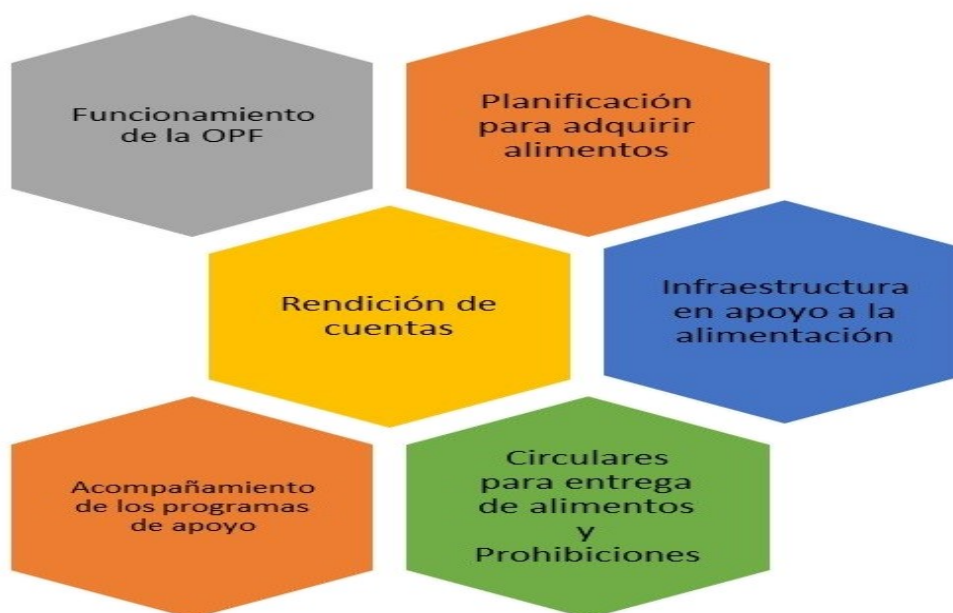 Funcionamiento
de la OPF
Planificación
para adquirir
alimentos
Rendición de
cuentas
Infraestructura
en apoyo a la
alimentación
Acompañamiento
de los programas
de apoyo
Circulares
para entrega
de alimentos
y
Prohibiciones